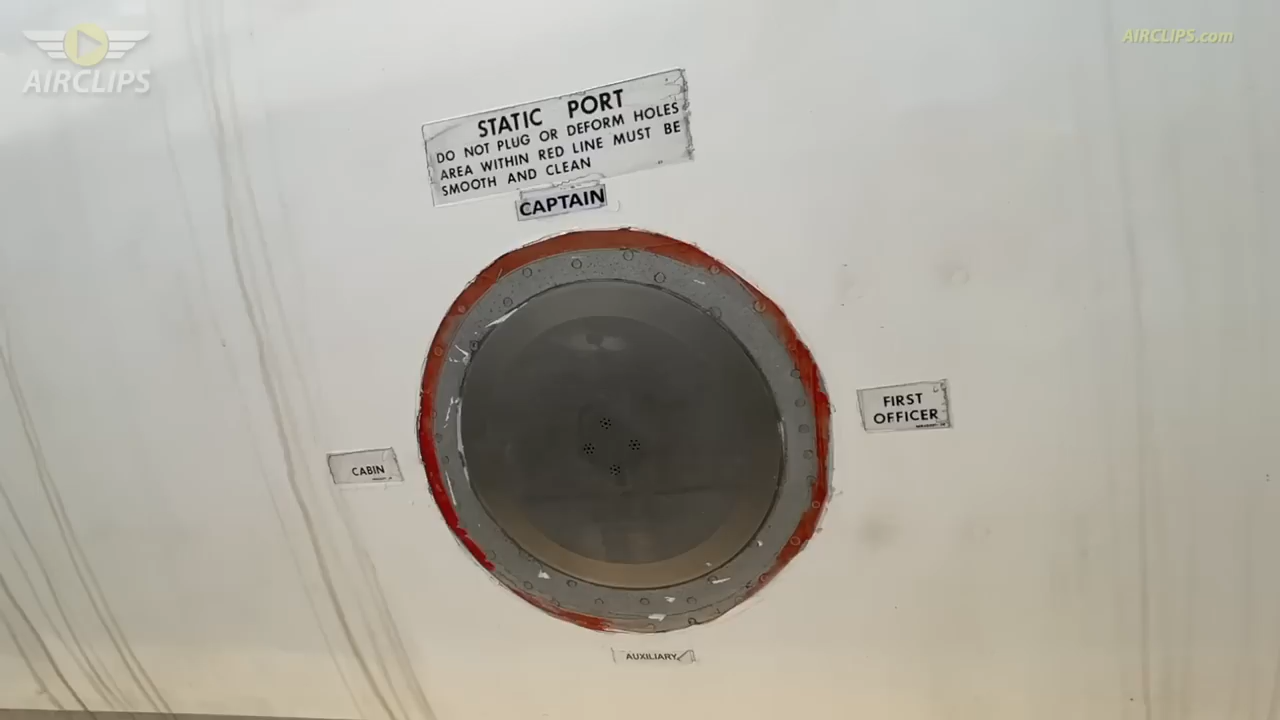 AIRCLIPS
AIRCLIPS.com
STATIC PORT
DO NOT PLUG OR DEFORM HOLES
AREA WITHIN RED LINE MUST BE
SMOOTH AND CLEAN
CAPTAIN
FIRST
OFFICER
CABIN
AUXILIARY